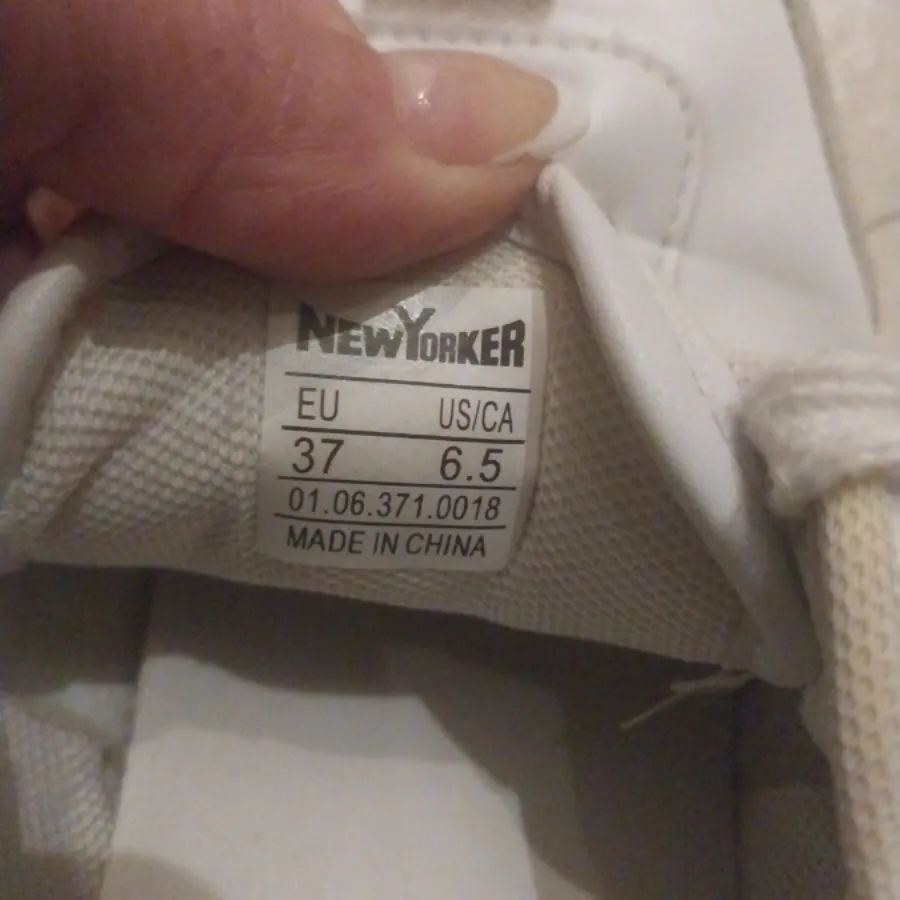 NEWYORKER
EU US/CA
37 6.5
01.06.371.0018
MADE IN CHINA